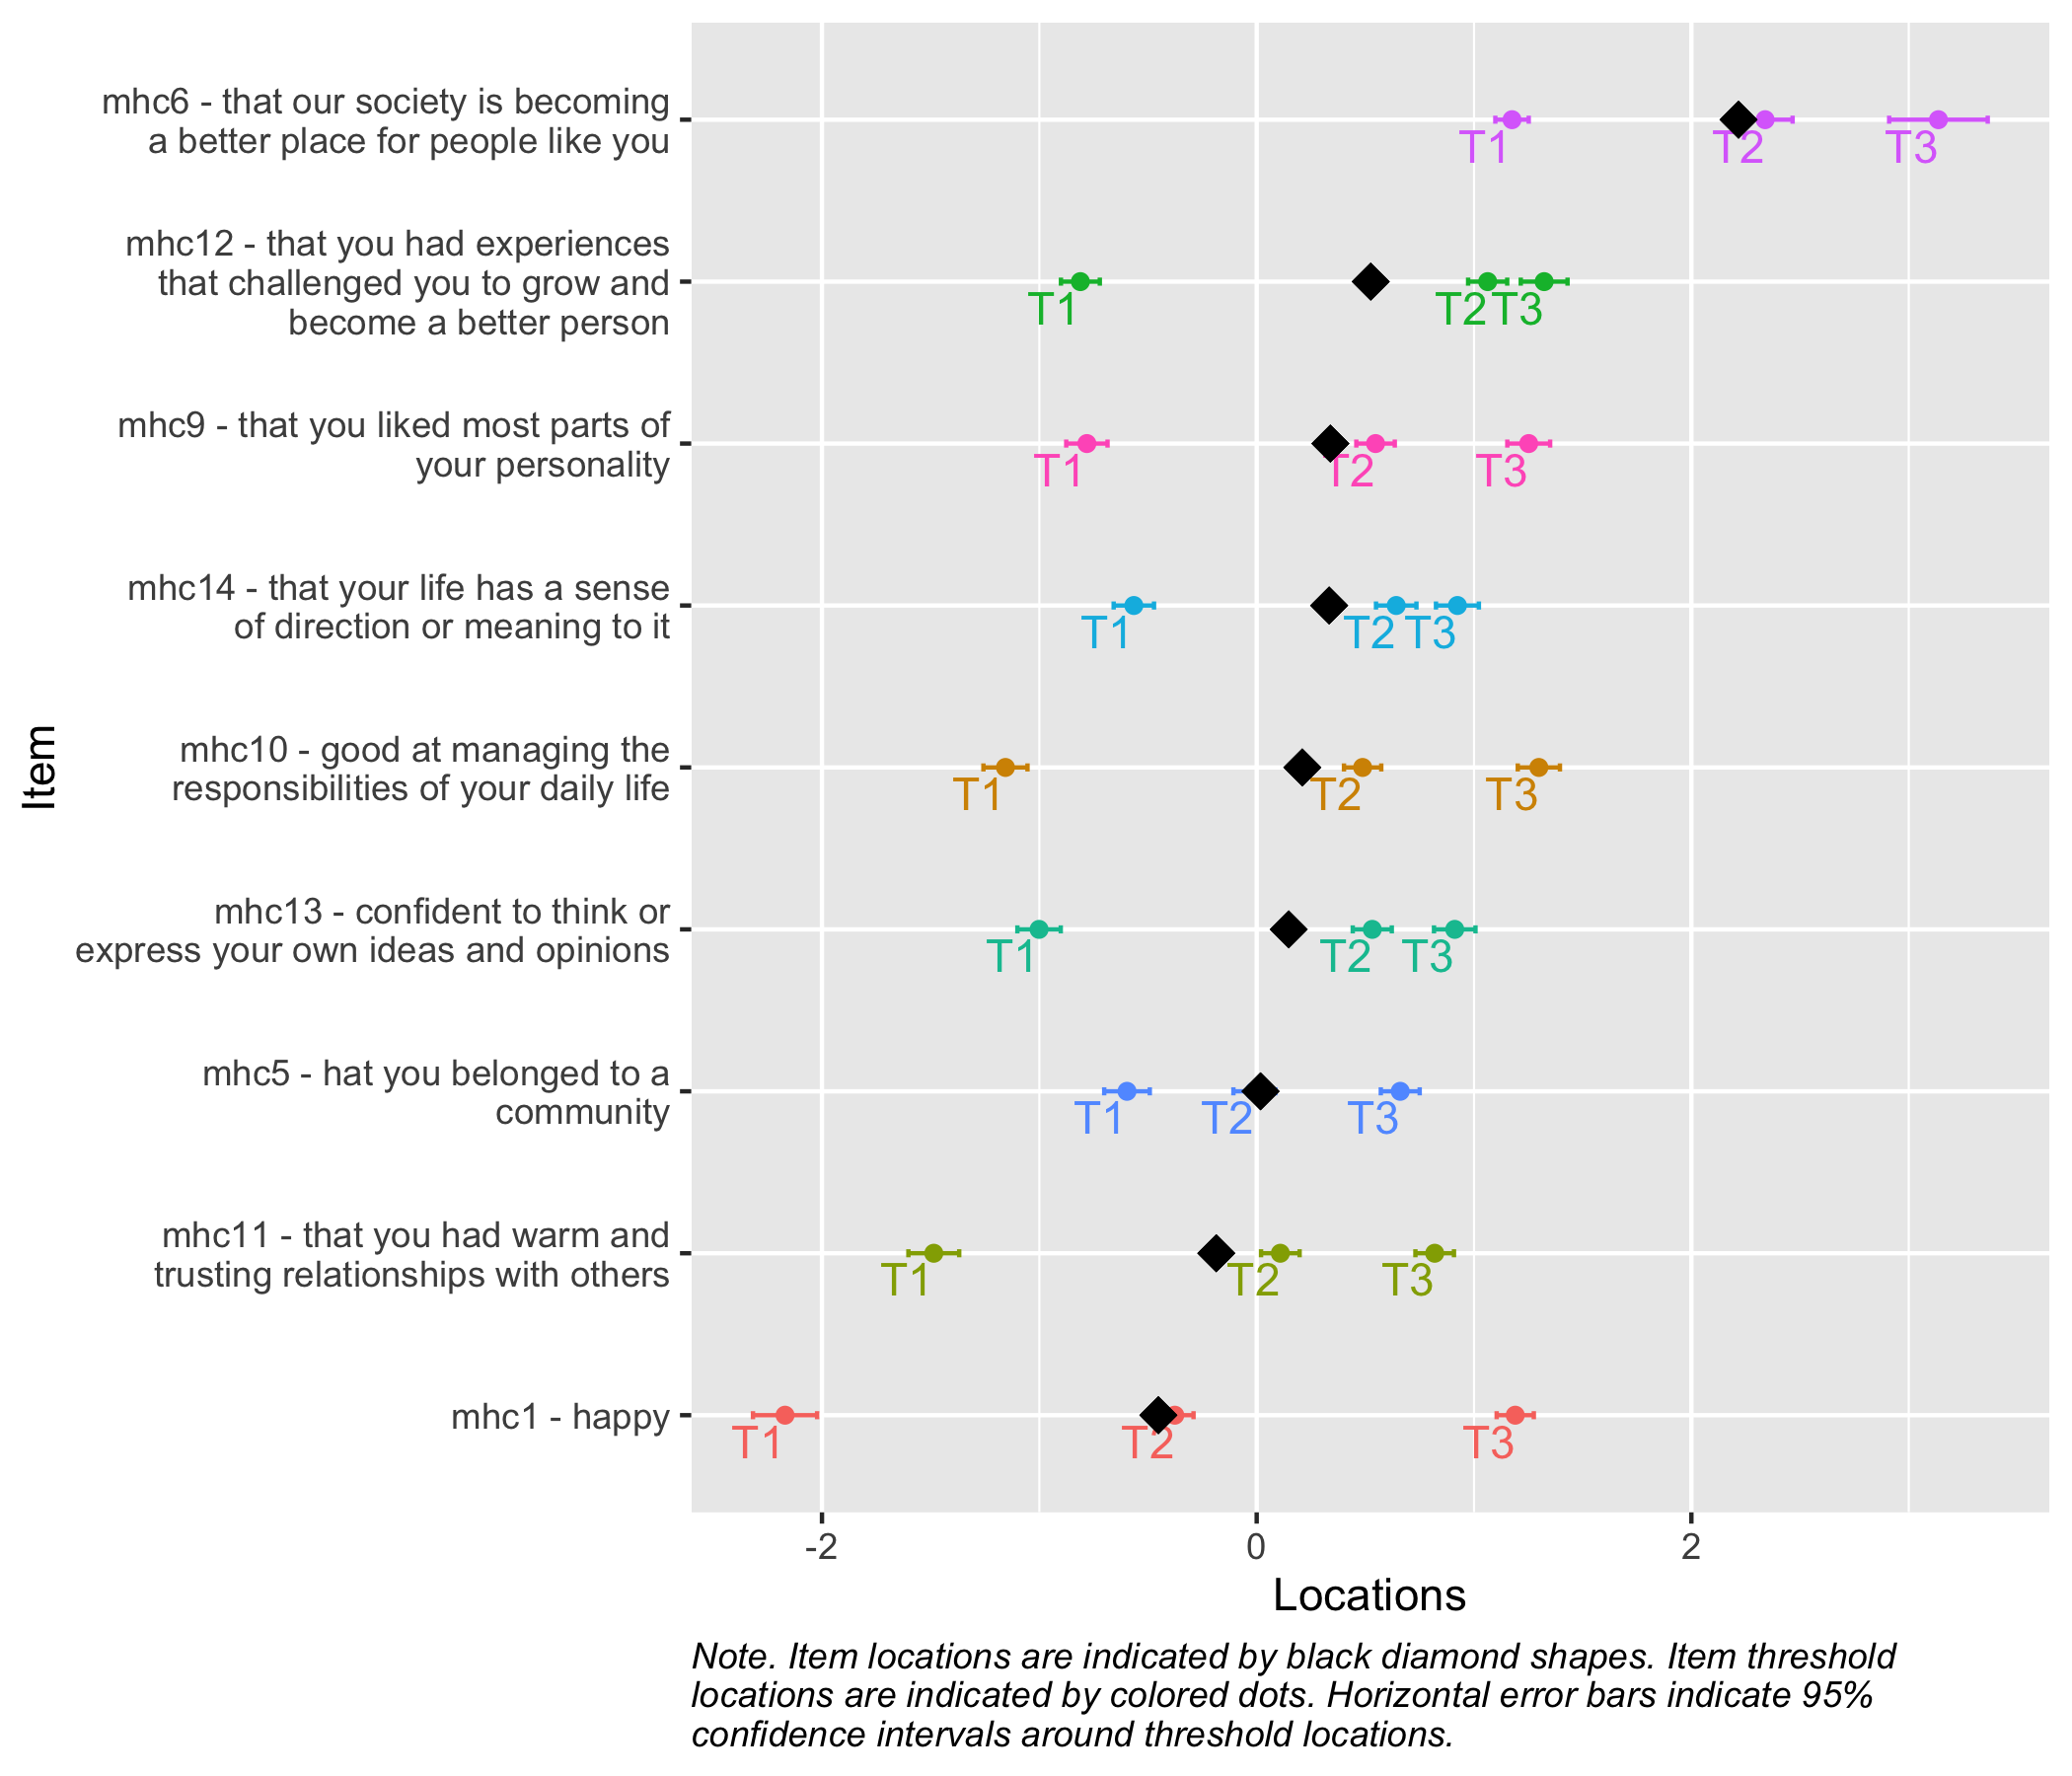 mhc6 - that our society is becoming
a better place for people like you
T1
T2
T3
mhc12 - that you had experiences
that challenged you to grow and
become a better person
T1
T2
T3
mhc9 - that you liked most parts of
your personality
T1
T2
T3
mhc14 - that your life has a sense
of direction or meaning to it
T1
T2
T3
mhc10 - good at managing the
responsibilities of your daily life
T1
T2
T3
mhc13 - confident to think or
express your own ideas and opinions
T1
T2
T3
mhc5 - hat you belonged to a
community
T1
T2
T3
mhc11 - that you had warm and
trusting relationships with others
T1
T2
T3
mhc1 - happy
T1
T2
T3
Item
-2
0
2
Locations
Note. Item locations are indicated by black diamond shapes. Item threshold
locations are indicated by colored dots. Horizontal error bars indicate 95%
confidence intervals around threshold locations.